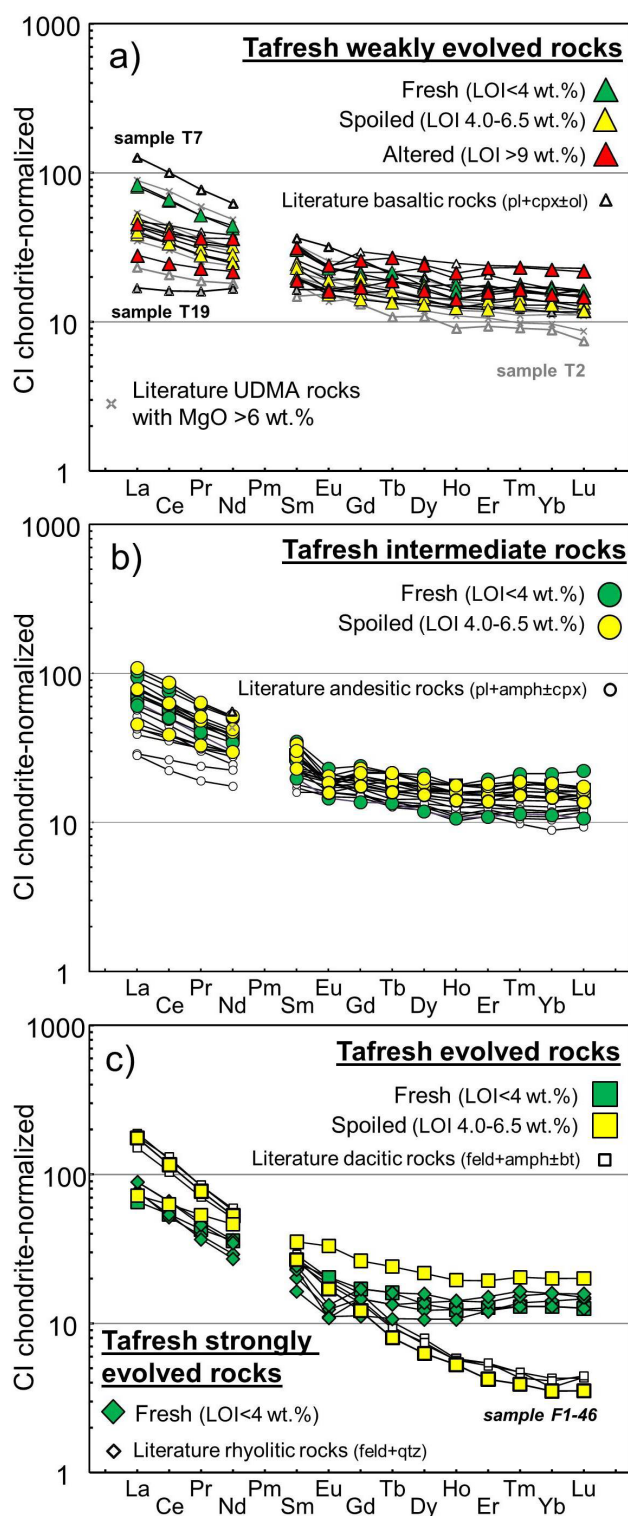 1000
a)
Tafresh weakly evolved rocks
Fresh (LOI<4 wt.%)
Spoiled (LOI 4.0-6.5 wt.%)
Altered (LOI >9 wt.%)
sample T7
100
Literature basaltic rocks (pl+cpx±ol)
CI chondrite-normalized
sample T19
10
sample T2
Literature UDMA rocks
with MgO >6 wt.%
1
La Ce Pr Nd Pm Sm Eu Gd Tb Dy Ho Er Tm Yb Lu
1000
b)
Tafresh intermediate rocks
Fresh (LOI<4 wt.%)
Spoiled (LOI 4.0-6.5 wt.%)
100
Literature andesitic rocks (pl+amph±cpx)
CI chondrite-normalized
10
1
La Ce Pr Nd Pm Sm Eu Gd Tb Dy Ho Er Tm Yb Lu
1000
c)
Tafresh evolved rocks
Fresh (LOI<4 wt.%)
Spoiled (LOI 4.0-6.5 wt.%)
Literature dacitic rocks (feld+amph±bt)
100
CI chondrite-normalized
10
Tafresh strongly
evolved rocks
Fresh (LOI<4 wt.%)
sample F1-46
Literature rhyolitic rocks (feld+qtz)
1
La Ce Pr Nd Pm Sm Eu Gd Tb Dy Ho Er Tm Yb Lu